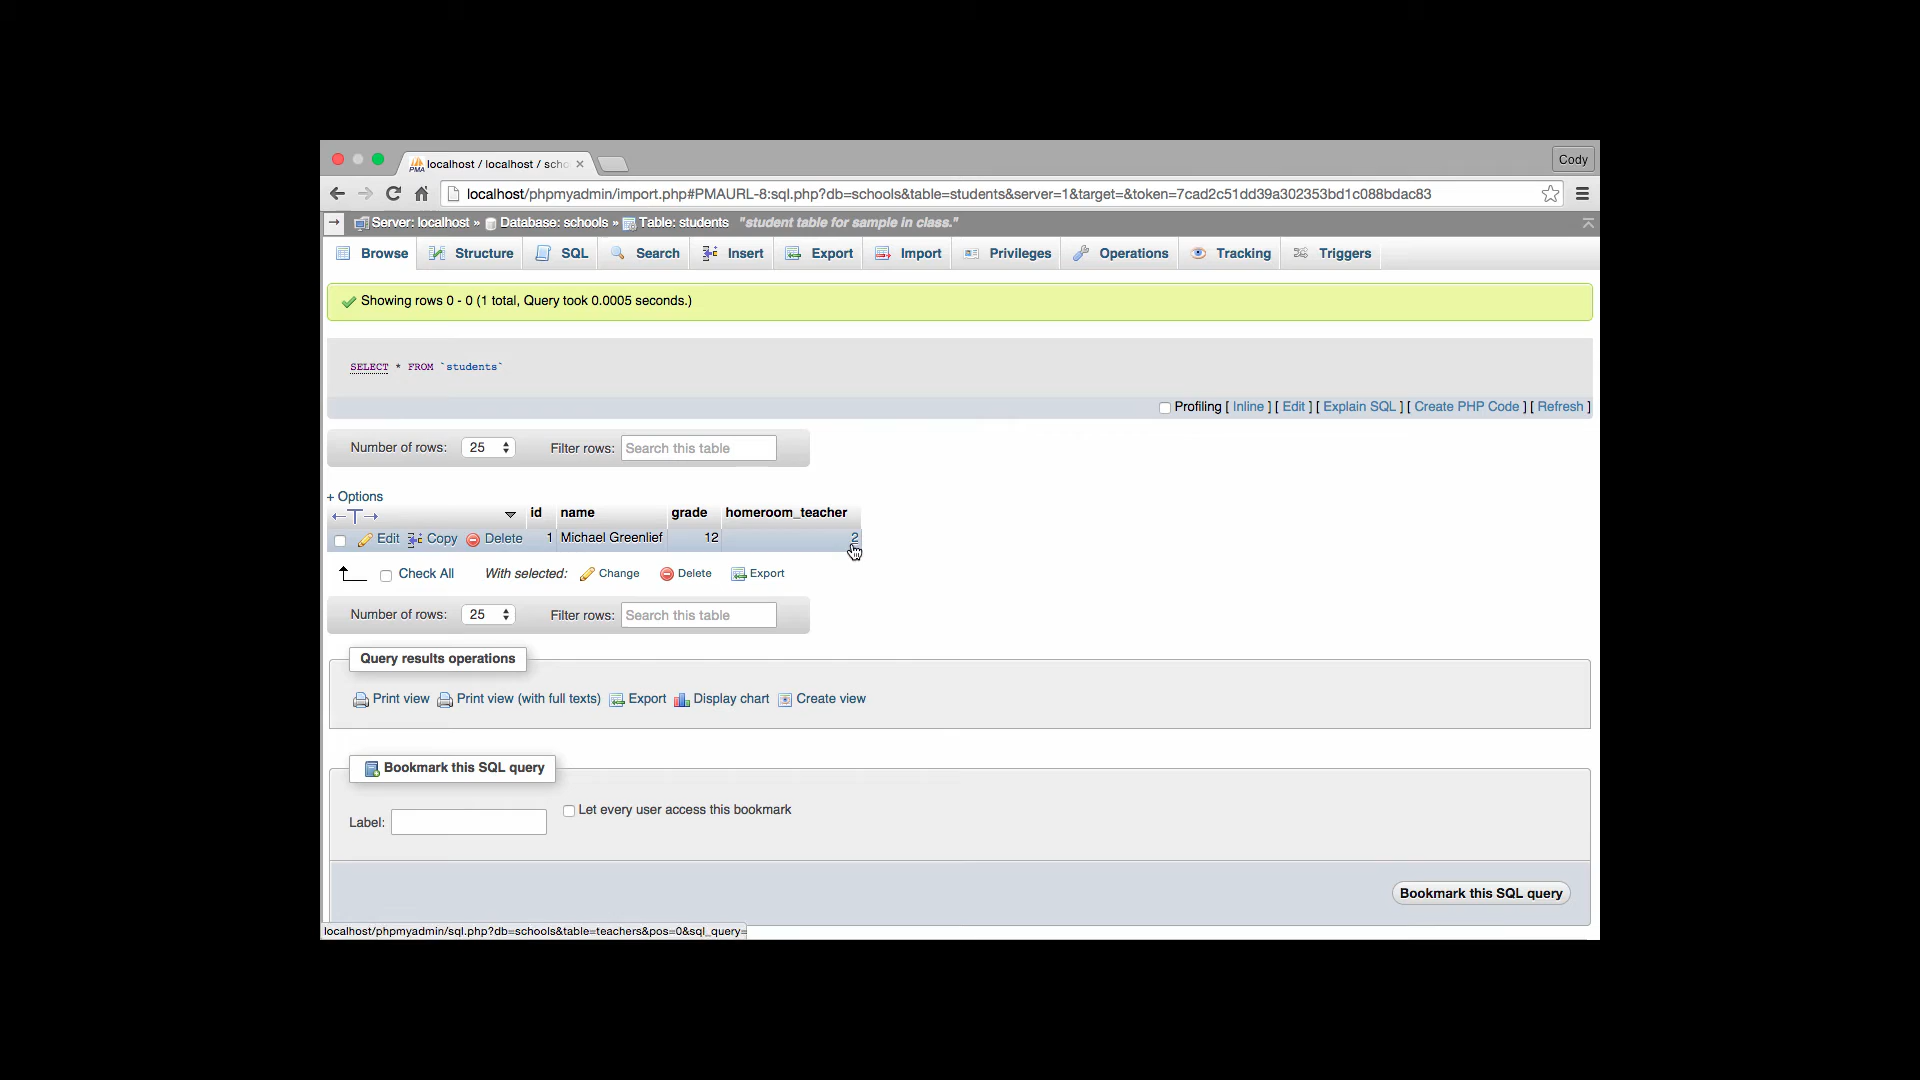 localhost / localhost / scho
Cody
localhost/phpmyadmin/import.php#PMAURL-8:sql.php?db=schools&table=students&server=1&target=&token=7cad2c51dd39a302353bd1c088bdac83
Server: localhost » Database: schools » Table: students "student table for sample in class."
Browse Structure SQL Search Insert Export Import Privileges Operations Tracking Triggers
Showing rows 0 - 0 (1 total, Query took 0.0005 seconds.)
SELECT * FROM `students`
Profiling [ Inline ] [ Edit ] [ Explain SQL ] [ Create PHP Code ] [ Refresh ]
Number of rows: 25 Filter rows: Search this table
+ Options
id name grade homeroom_teacher
Edit Copy Delete 1 Michael Greenlief 12 2
Check All With selected: Change Delete Export
Number of rows: 25 Filter rows: Search this table
Query results operations
Print view Print view (with full texts) Export Display chart Create view
Bookmark this SQL query
Let every user access this bookmark
Label:
Bookmark this SQL query
localhost/phpmyadmin/sql.php?db=schools&table=teachers&pos=0&sql_query=